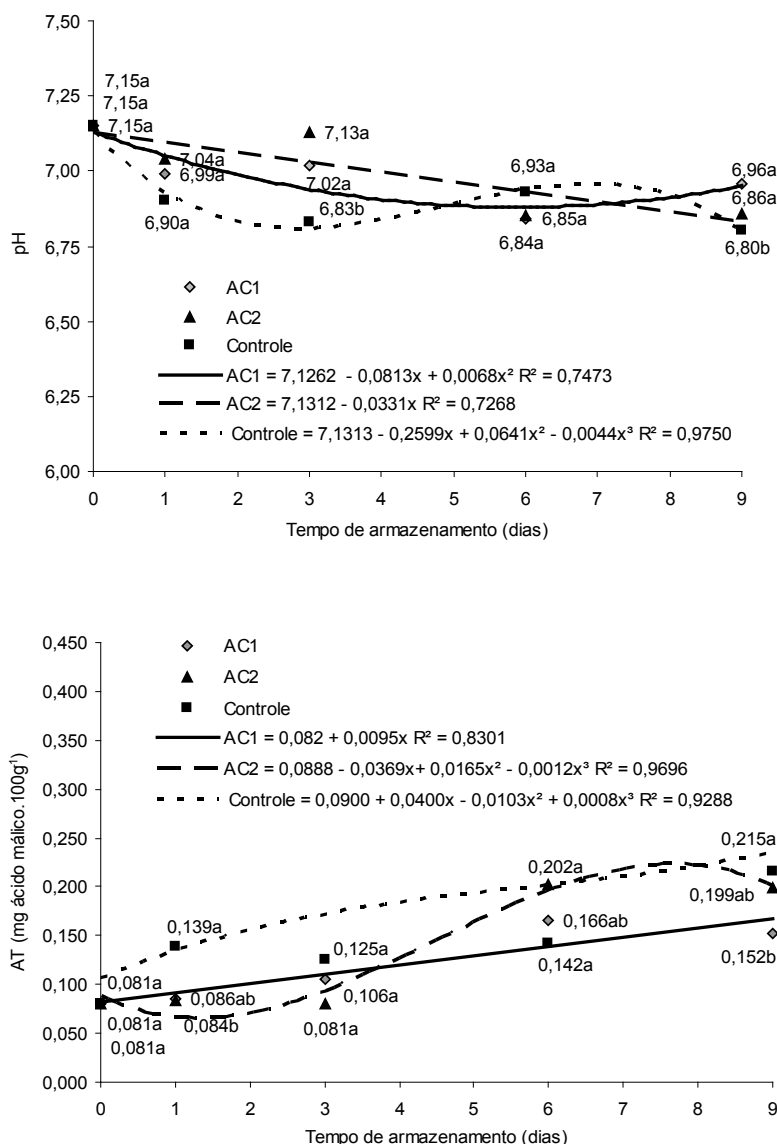 7,50
7,15a
7,15a
7,25
7,15a
7,13a
7,04a
6,99a
7,00
7,02a
6,93a
6,96a
6,83b
6,86a
6,85a
6,90a
6,84a
6,80b
6,75
pH
AC1
6,50
AC2
Controle
AC1 = 7,1262 - 0,0813x + 0,0068x² R² = 0,7473
6,25
AC2 = 7,1312 - 0,0331x R² = 0,7268
Controle = 7,1313 - 0,2599x + 0,0641x² - 0,0044x³ R² = 0,9750
6,00
0 1 2 3 4 5 6 7 8 9
Tempo de armazenamento (dias)
0,450
AC1
AC2
0,400
Controle
0,350
AC1 = 0,082 + 0,0095x R² = 0,8301
AC2 = 0,0888 - 0,0369x+ 0,0165x² - 0,0012x³ R² = 0,9696
0,300
Controle = 0,0900 + 0,0400x - 0,0103x² + 0,0008x³ R² = 0,9288
0,250
0,215a
0,202a
0,200
0,199ab
0,139a
0,166ab
0,150
0,125a
0,142a
0,152b
0,081a
0,086ab
0,106a
0,100
0,081a
0,084b
0,081a
0,081a
0,050
0,000
AT (mg ácido málico.100g⁻¹)
0 1 2 3 4 5 6 7 8 9
Tempo de armazenamento (dias)